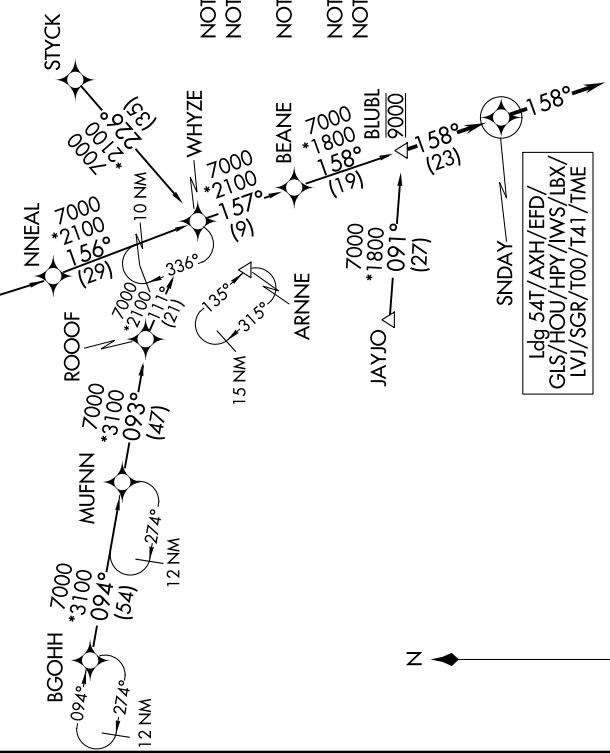 STYCK
7000
*2100
226°
(35)
NOT
NOT
NOT
NOT
NOT
NNEAL
7000
*2100
156°
(29)
WHYZE
10 NM
336°
7000
*2100
157°
(9)
BEANE
7000
*1800
158°
(19)
BLUBL
9000
158°
(23)
158°
ROOOF
7000
*2100
111°
(21)
135°
315°
15 NM
ARNNE
7000
*1800
091°
(27)
JAYJO
SNDAY
Ldg 54T/AXH/EFD/
GLS/HOU/HPY/IWS/LBX/
LVJ/SGR/T00/T41/TME
MUFNN
7000
*3100
093°
(47)
274°
12 NM
BGOHH
7000
*3100
094°
(54)
094°
274°
12 NM
N